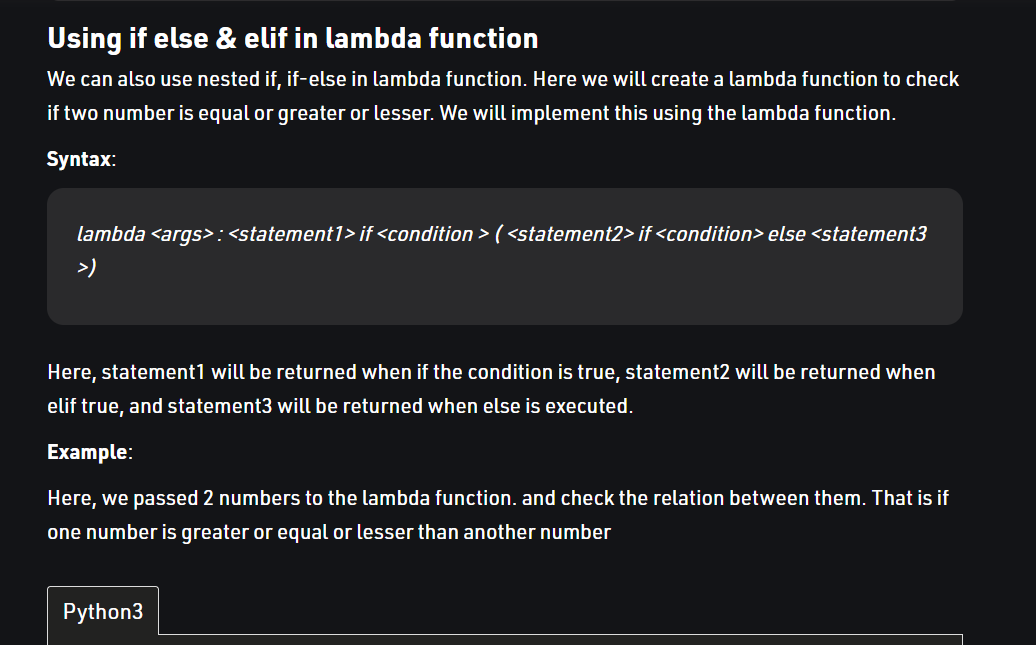 Using if else & elif in lambda function
We can also use nested if, if-else in lambda function. Here we will create a lambda function to check
if two number is equal or greater or lesser. We will implement this using the lambda function.
Syntax:
lambda <args> : <statement1> if <condition > ( <statement2> if <condition> else <statement3
>)
Here, statement1 will be returned when if the condition is true, statement2 will be returned when
elif true, and statement3 will be returned when else is executed.
Example:
Here, we passed 2 numbers to the lambda function. and check the relation between them. That is if
one number is greater or equal or lesser than another number
Python3